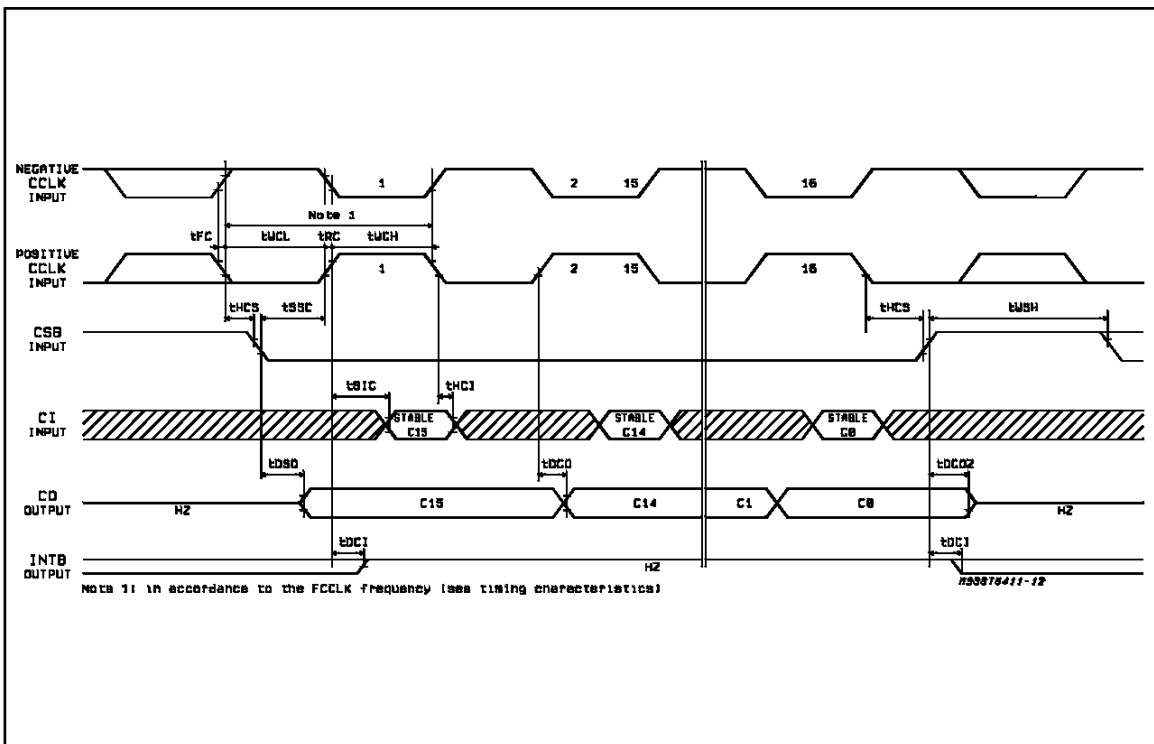 NEGATIVE
CCLK
INPUT
1
2
15
16
Note 1
tFC
tWCL
tRC
tWCH
POSITIVE
CCLK
INPUT
1
2
15
16
tHCS
tSSC
tHCS
tWSH
CSB
INPUT
tSIC
tHCI
CI
INPUT
STABLE
C15
STABLE
C14
STABLE
C0
tDSO
tDCO
tDCOZ
CO
OUTPUT
HZ
C15
C14
C1
C0
HZ
tDCI
tDCI
INTB
OUTPUT
HZ
Note 1: in accordance to the FCCLK frequency (see timing characteristics)